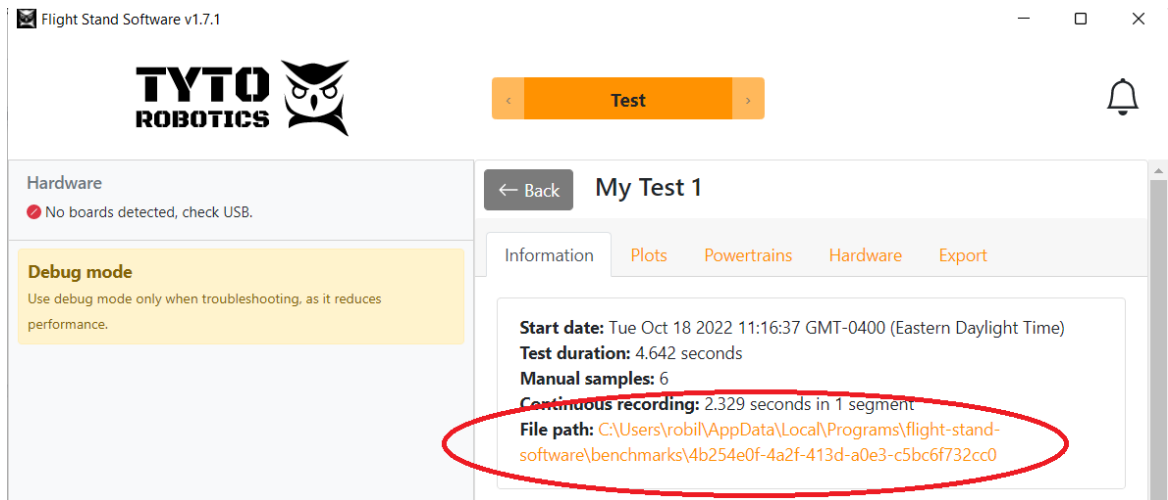 Flight Stand Software v1.7.1
TYTO
ROBOTICS
Test
Hardware
No boards detected, check USB.
Debug mode
Use debug mode only when troubleshooting, as it reduces
performance.
← Back
My Test 1
Information
Plots
Powertrains
Hardware
Export
Start date: Tue Oct 18 2022 11:16:37 GMT-0400 (Eastern Daylight Time)
Test duration: 4.642 seconds
Manual samples: 6
Continuous recording: 2.329 seconds in 1 segment
File path: C:\Users\robil\AppData\Local\Programs\flight-stand-
software\benchmarks\4b254e0f-4a2f-413d-a0e3-c5bc6f732cc0